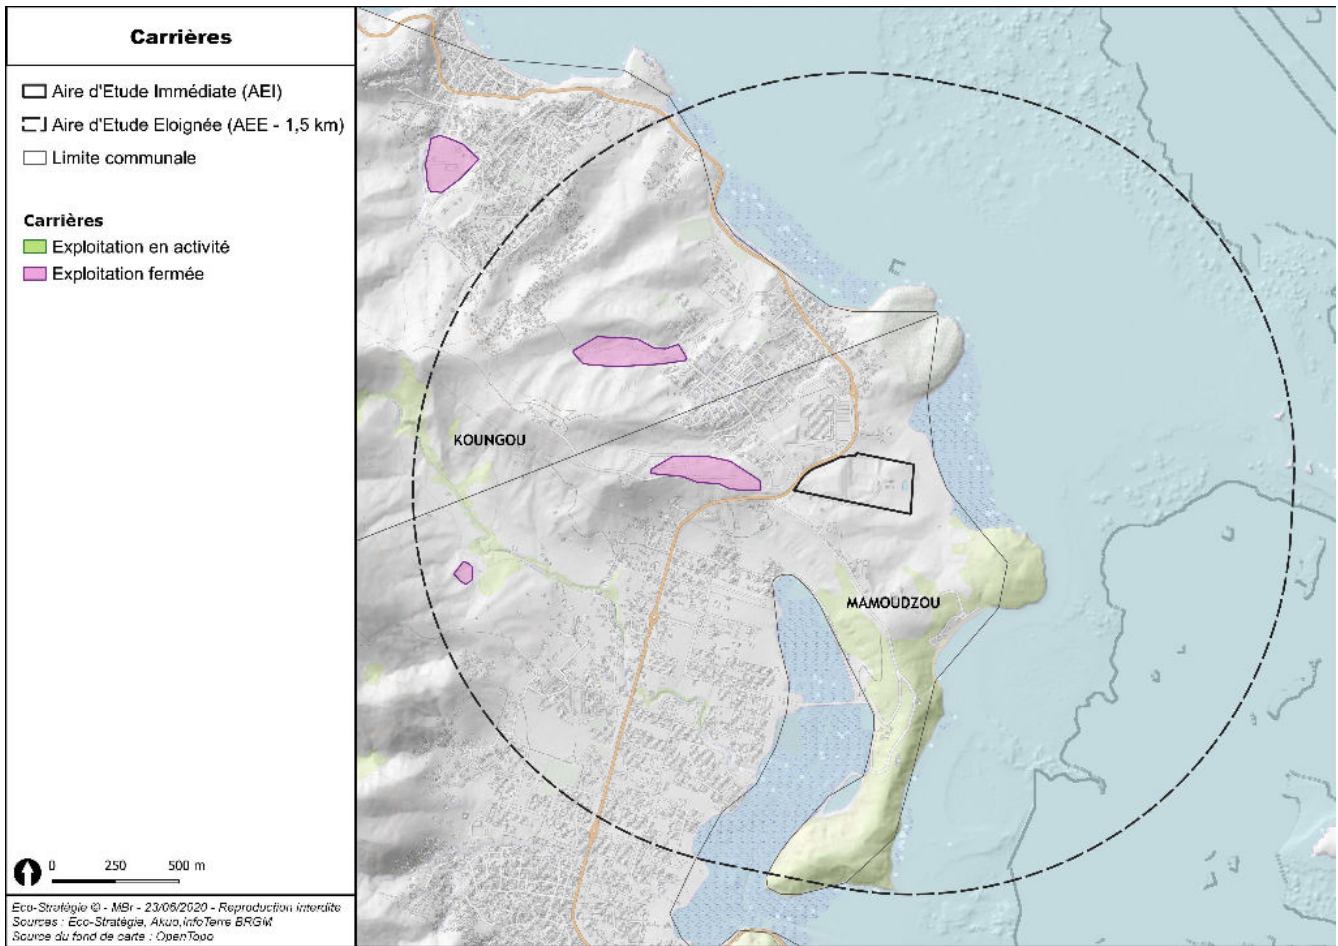 Carrières
Aire d'Etude Immédiate (AEI)
Aire d'Etude Eloignée (AEE - 1,5 km)
Limite communale
Carrières
Exploitation en activité
Exploitation fermée
0 250 500 m
Eco-Stratégie © - MBr - 23/06/2020 - Reproduction interdite
Sources : Eco-Stratégie, Akuo, InfoTerre BRGM
Source du fond de carte : OpenTopo
KOUNGOU
MAMOUDZOU